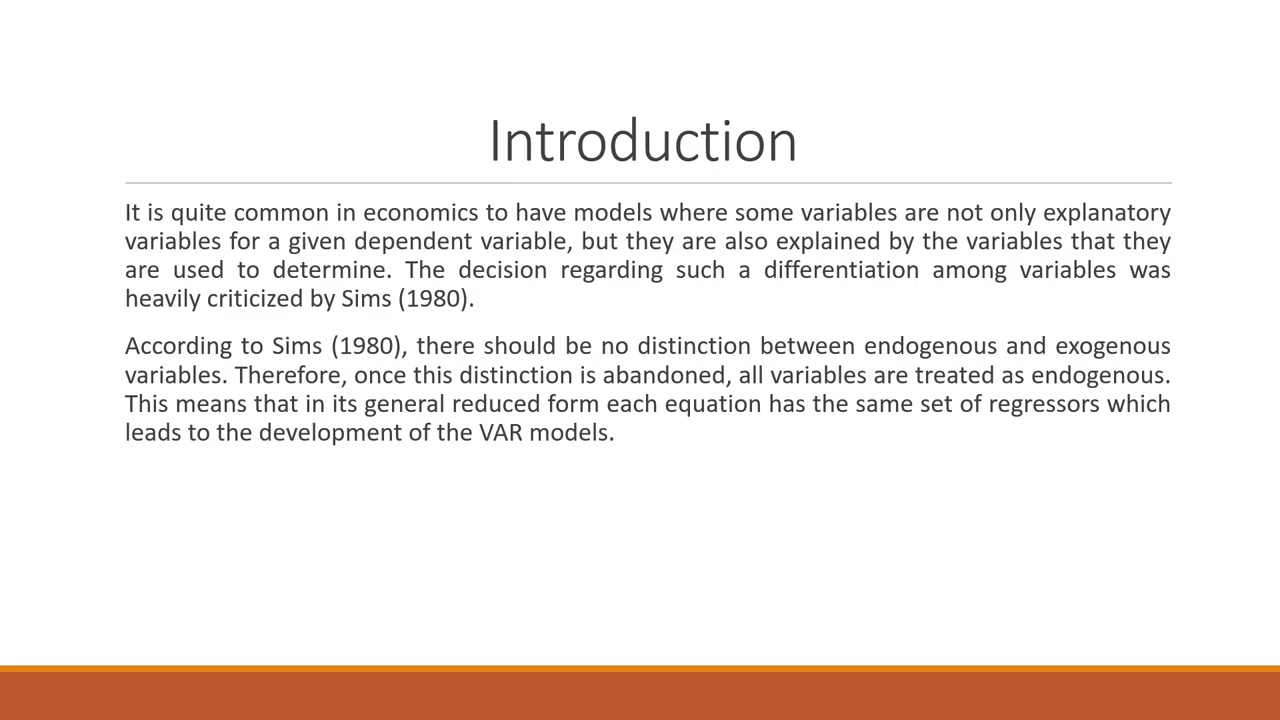 Introduction
It is quite common in economics to have models where some variables are not only explanatory
variables for a given dependent variable, but they are also explained by the variables that they
are used to determine. The decision regarding such a differentiation among variables was
heavily criticized by Sims (1980).
According to Sims (1980), there should be no distinction between endogenous and exogenous
variables. Therefore, once this distinction is abandoned, all variables are treated as endogenous.
This means that in its general reduced form each equation has the same set of regressors which
leads to the development of the VAR models.